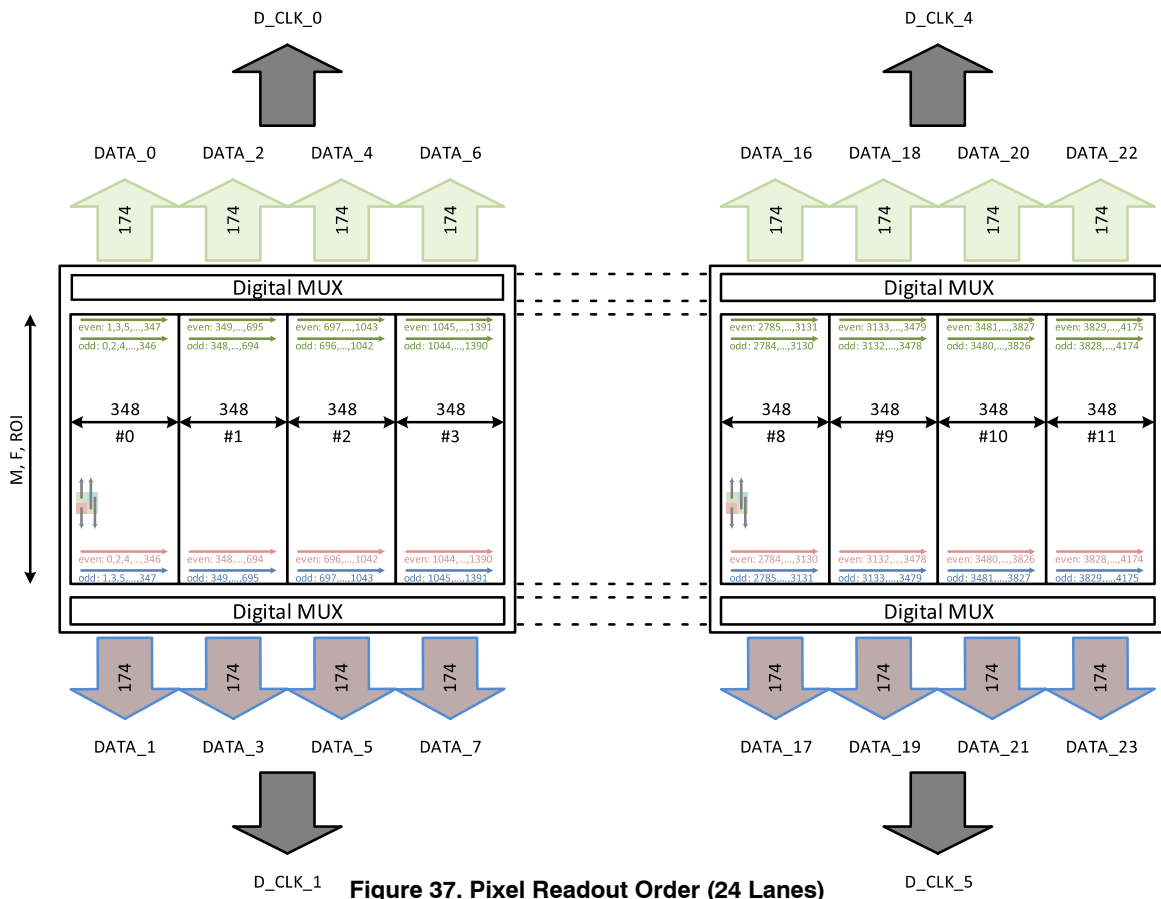 D_CLK_0 D_CLK_4
DATA_0 DATA_2 DATA_4 DATA_6 DATA_16 DATA_18 DATA_20 DATA_22
174 174 174 174 174 174 174 174
Digital MUX Digital MUX
even: 1,3,5,...,347 even: 349,...,695 even: 697,...,1043 even: 1045,...,1391 even: 2785,...,3131 even: 3133,...,3479 even: 3481,...,3827 even: 3829,...,4175
odd: 0,2,4,...,346 odd: 348,...,694 odd: 696,...,1042 odd: 1044,...,1390 odd: 2784,...,3130 odd: 3132,...,3478 odd: 3480,...,3826 odd: 3828,...,4174
M, F, ROI
348 348 348 348 348 348 348 348
#0 #1 #2 #3 #8 #9 #10 #11
even: 0,2,4,...,346 even: 348,...,694 even: 696,...,1042 even: 1044,...,1390 even: 2784,...,3130 even: 3132,...,3478 even: 3480,...,3826 even: 3828,...,4174
odd: 1,3,5,...,347 odd: 349,...,695 odd: 697,...,1043 odd: 1045,...,1391 odd: 2785,...,3131 odd: 3133,...,3479 odd: 3481,...,3827 odd: 3829,...,4175
Digital MUX Digital MUX
174 174 174 174 174 174 174 174
DATA_1 DATA_3 DATA_5 DATA_7 DATA_17 DATA_19 DATA_21 DATA_23
D_CLK_1 D_CLK_5
Figure 37. Pixel Readout Order (24 Lanes)